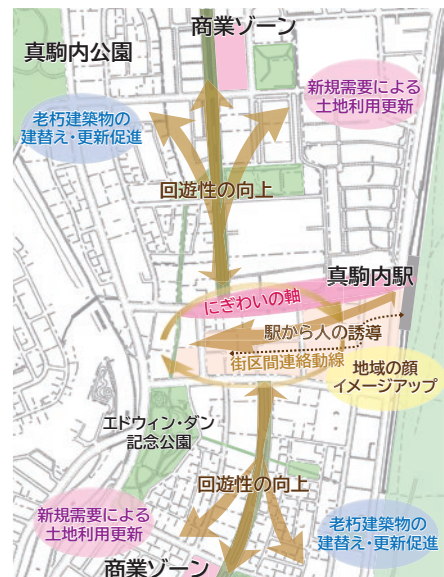 商業ゾーン
真駒内公園
新規需要による
土地利用更新
老朽建築物の
建替え・更新促進
回遊性の向上
真駒内駅
にぎわいの軸
駅から人の誘導
街区間連絡動線
地域の顔
イメージアップ
エドウィン・ダン
記念公園
回遊性の向上
新規需要による
土地利用更新
老朽建築物の
建替え・更新促進
商業ゾーン